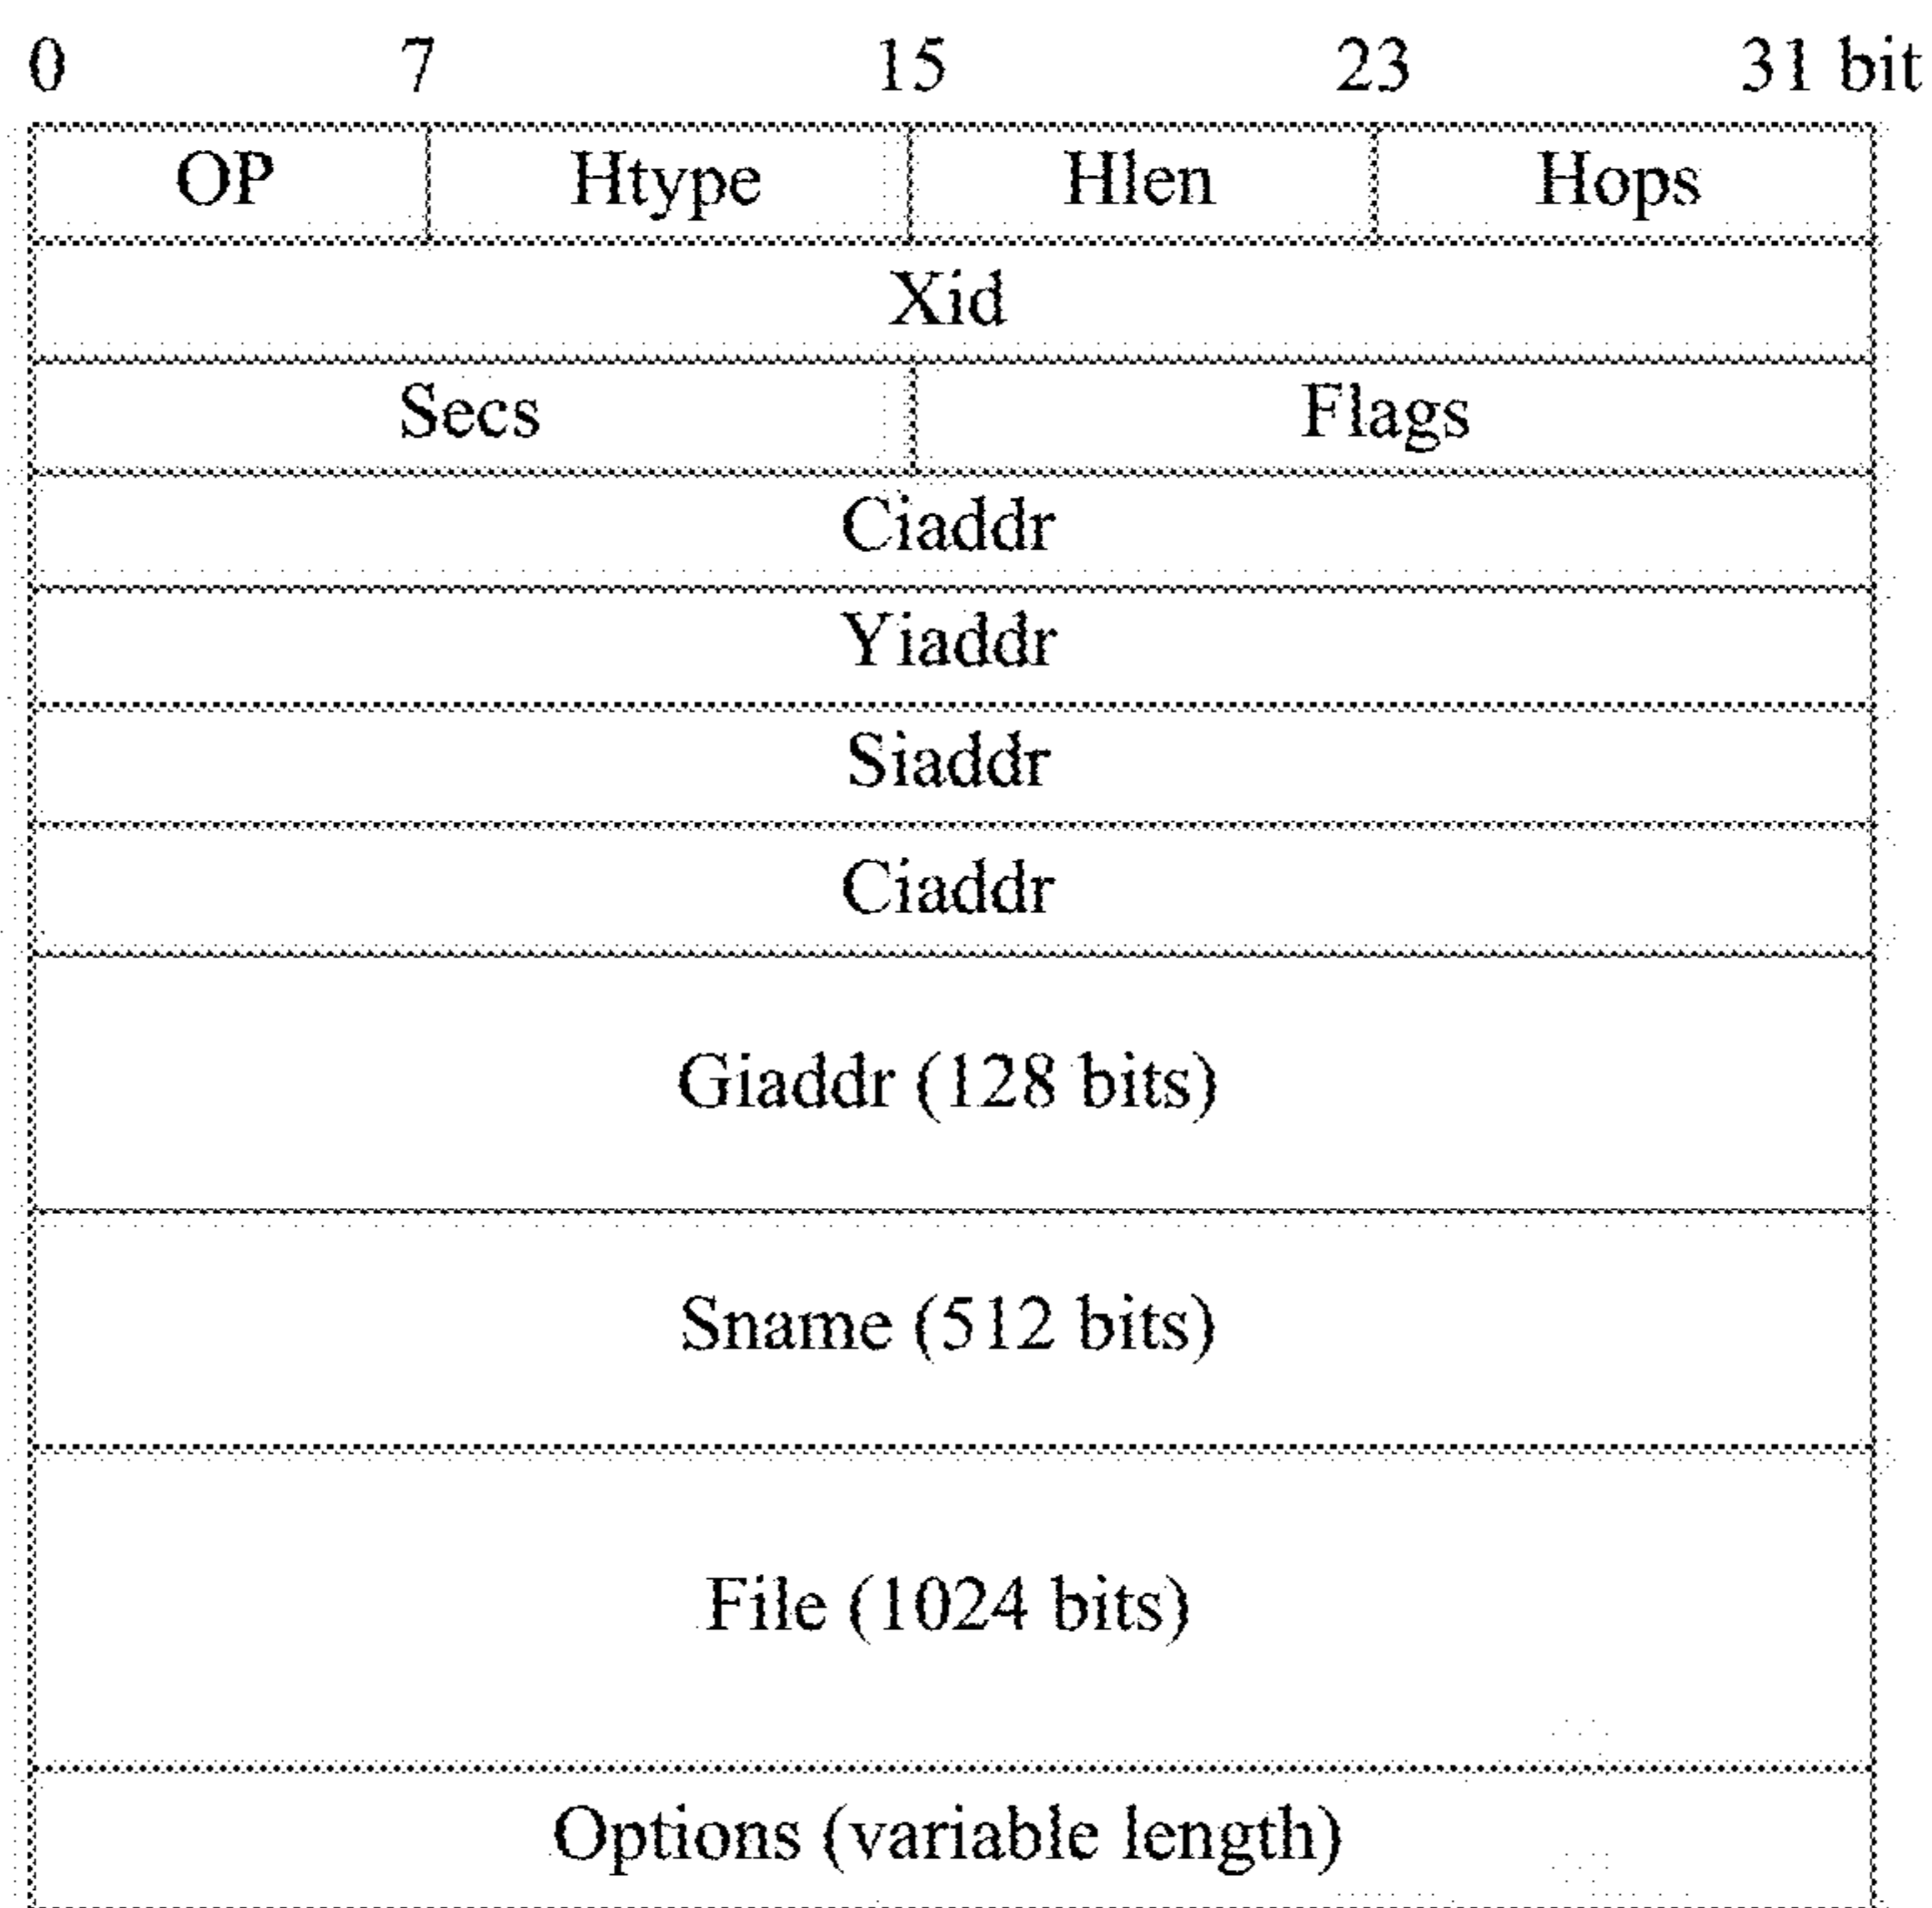 0 7 15 23 31 bit
OP Htype Hlen Hops
Xid
Secs Flags
Ciaddr
Yiaddr
Siaddr
Ciaddr
Giaddr (128 bits)
Sname (512 bits)
File (1024 bits)
Options (variable length)